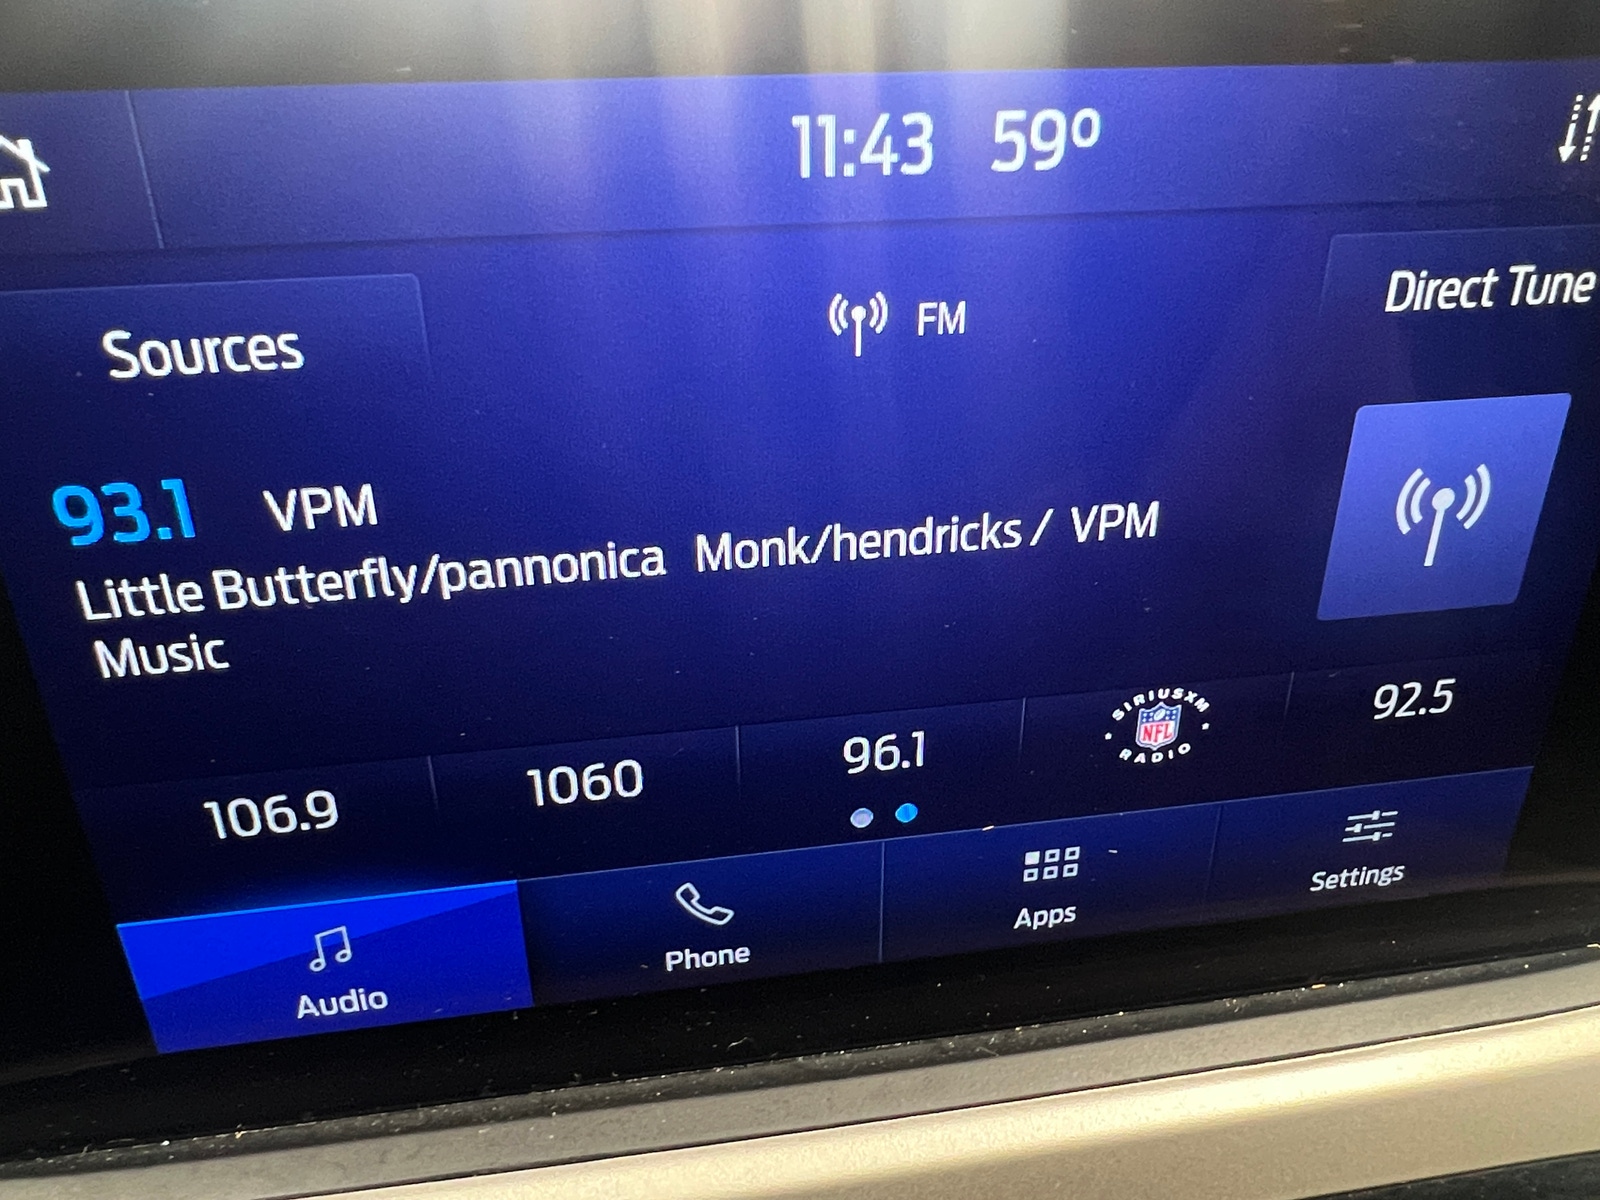 11:43 59º
FM
Direct Tune
Sources
93.1 VPM
Little Butterfly/pannonica Monk/hendricks / VPM
Music
106.9
1060
96.1
SIRIUSXM
NFL
RADIO
92.5
Audio
Phone
Apps
Settings